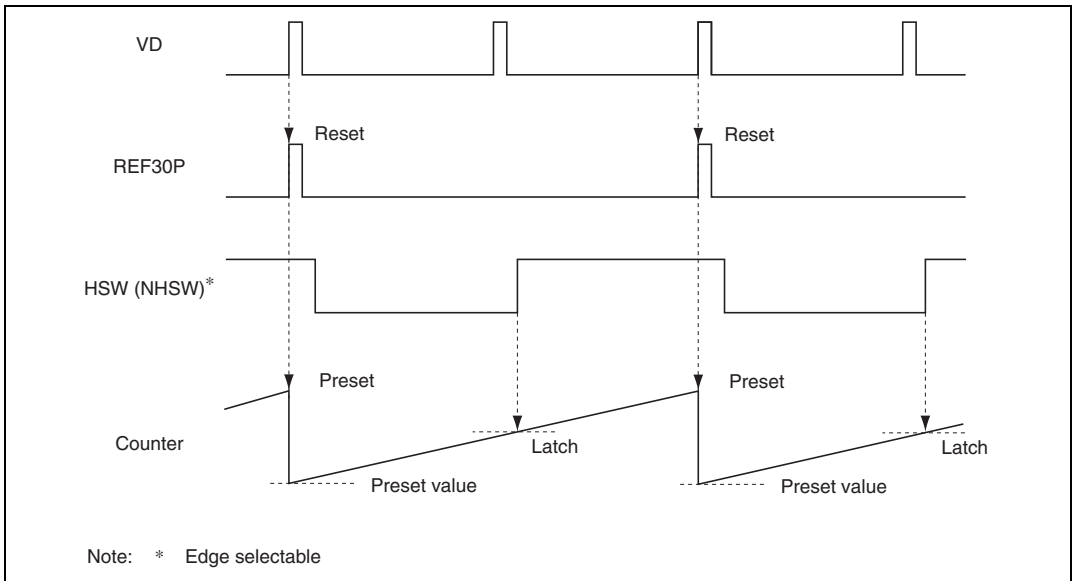 VD
Reset
Reset
REF30P
HSW (NHSW)*
Preset
Preset
Counter
Latch
Latch
Preset value
Preset value
Note: * Edge selectable